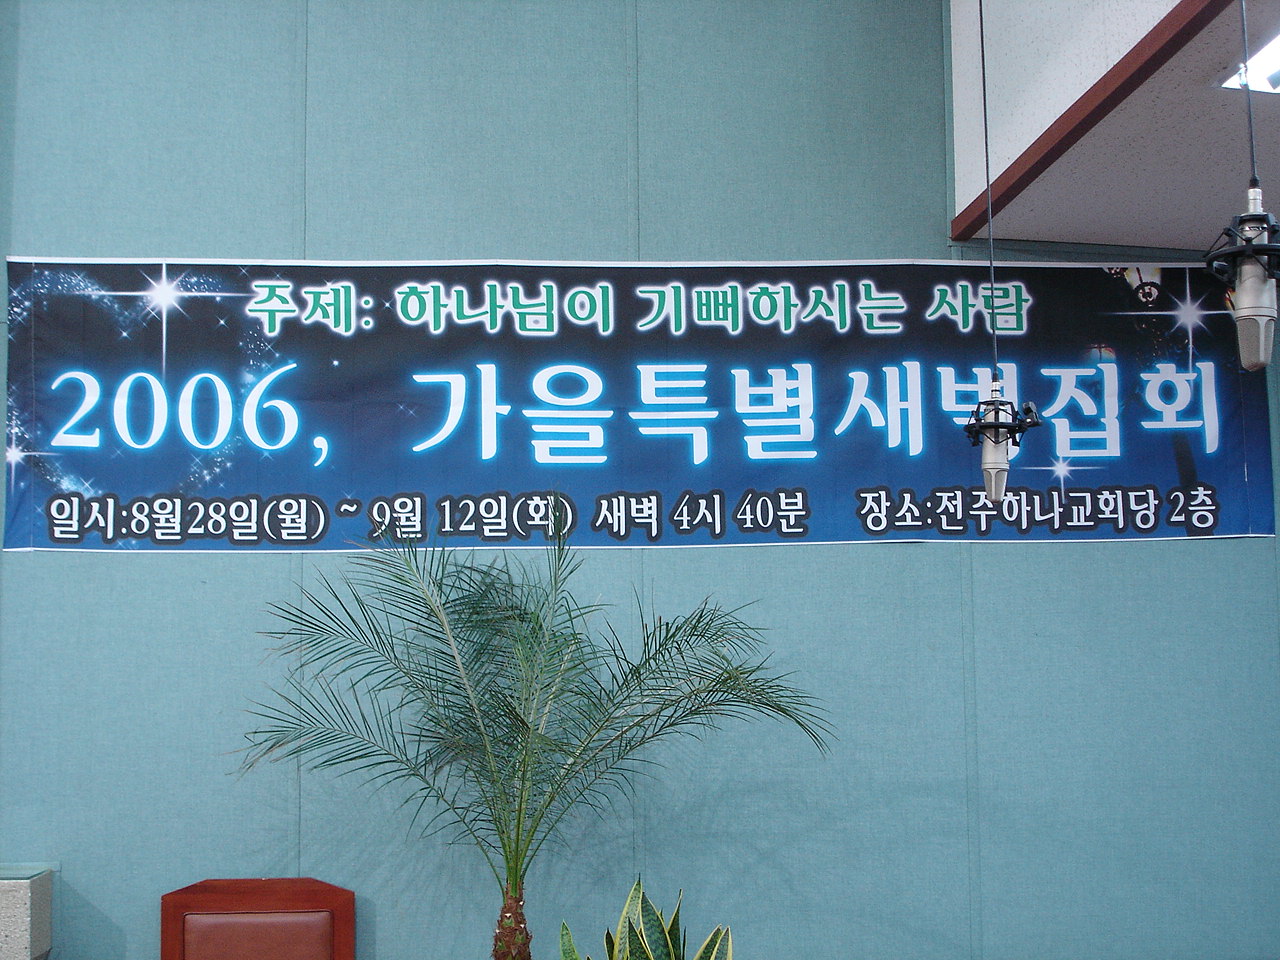 주제: 하나님이 기뻐하시는 사람
2006, 가을특별새벽집회
일시:8월28일(월) ~ 9월 12일(화) 새벽 4시 40분 장소:전주하나교회당 2층